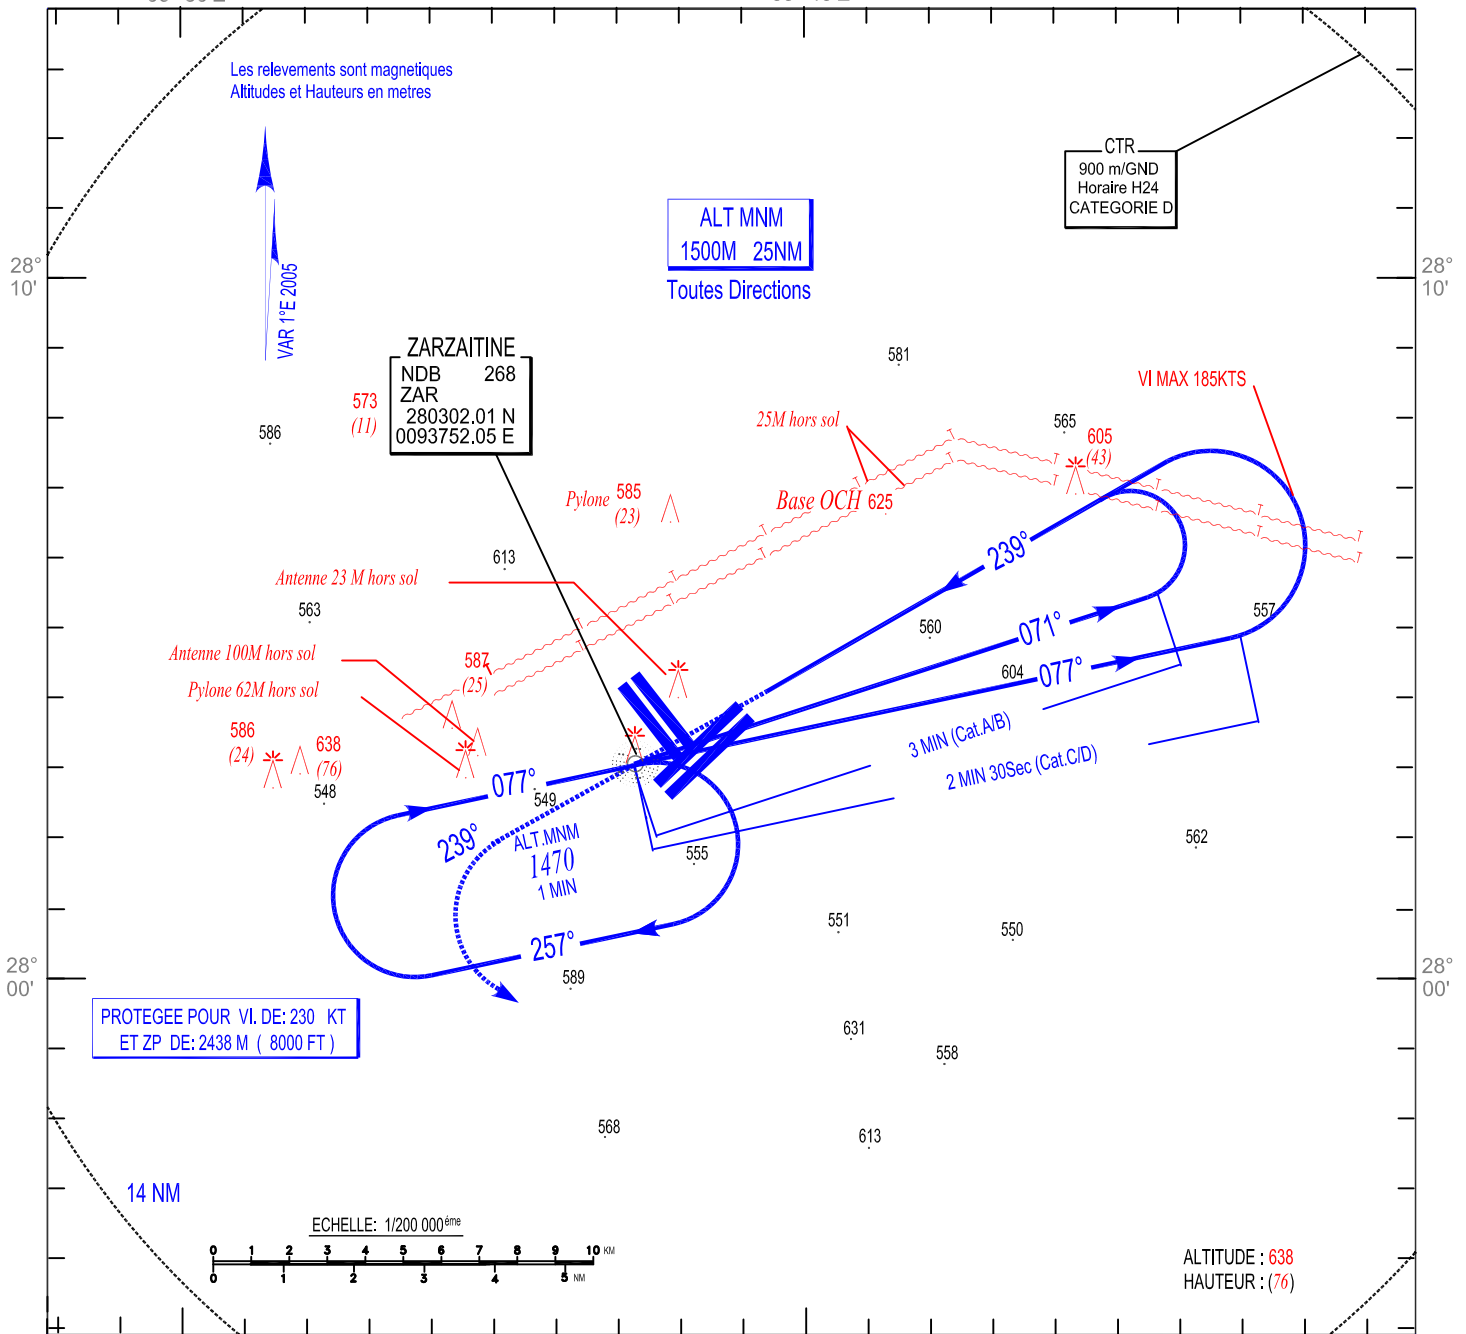 Les relevements sont magnetiques
Altitudes et Hauteurs en metres
VAR 1°E 2005
CTR
900 m/GND
Horaire H24
CATEGORIE D
ALT MNM
1500M 25NM
Toutes Directions
28°
10'
28°
10'
ZARZAITINE
NDB 268
ZAR
280302.01 N
0093752.05 E
581
VI MAX 185KTS
573
(11)
586
25M hors sol
565
605
(43)
Pylone 585
(23)
Base OCH 625
613
239°
Antenne 23 M hors sol
563
560
071°
557
Antenne 100M hors sol
587
(25)
604
077°
Pylone 62M hors sol
586
(24)
638
(76)
548
3 MIN (Cat.A/B)
2 MIN 30Sec (Cat.C/D)
077°
549
239°
ALT.MNM
1470
1 MIN
555
562
551
550
257°
589
28°
00'
28°
00'
PROTEGEE POUR VI. DE: 230 KT
ET ZP DE: 2438 M ( 8000 FT )
631
558
568
613
14 NM
ECHELLE: 1/200 000éme
0 1 2 3 4 5 6 7 8 9 10 KM
0 1 2 3 4 5 NM
ALTITUDE : 638
HAUTEUR : (76)